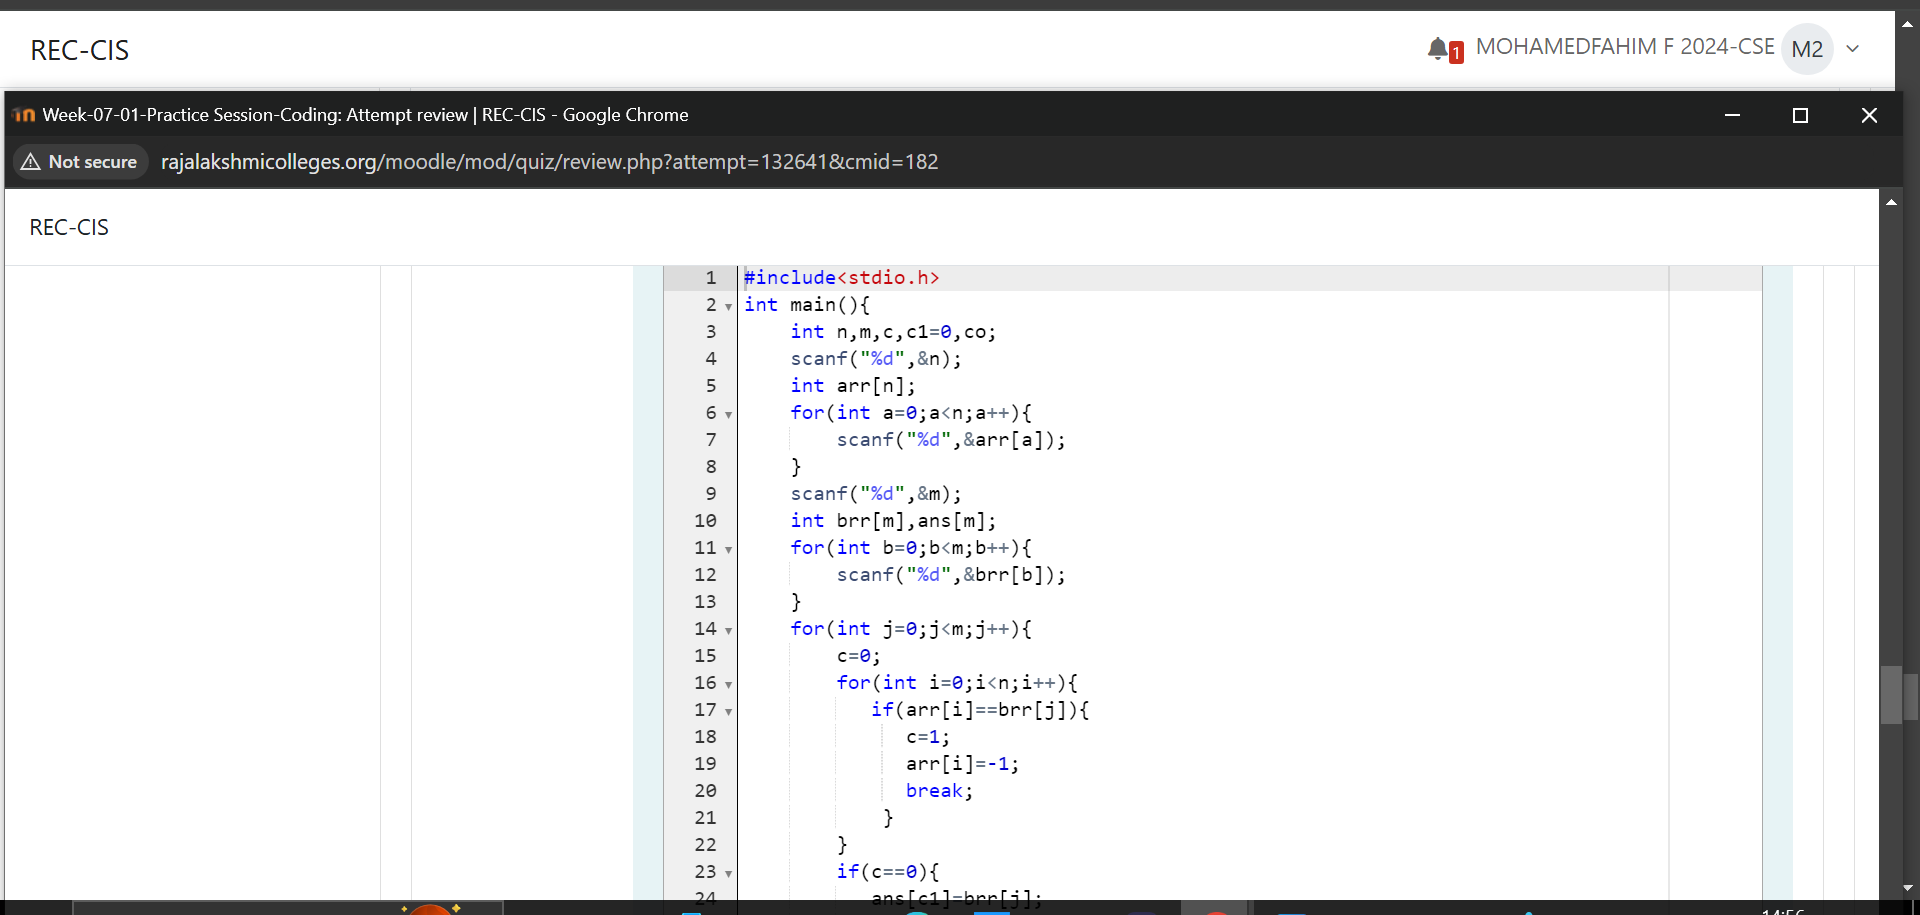 REC-CIS
1
MOHAMEDFAHIM F 2024-CSE
M2
Week-07-01-Practice Session-Coding: Attempt review | REC-CIS - Google Chrome
Not secure
rajalakshmicolleges.org/moodle/mod/quiz/review.php?attempt=132641&cmid=182
REC-CIS
1 #include<stdio.h>
2 int main(){
3     int n,m,c,c1=0,co;
4     scanf("%d",&n);
5     int arr[n];
6     for(int a=0;a<n;a++){
7         scanf("%d",&arr[a]);
8     }
9     scanf("%d",&m);
10     int brr[m],ans[m];
11     for(int b=0;b<m;b++){
12         scanf("%d",&brr[b]);
13     }
14     for(int j=0;j<m;j++){
15         c=0;
16         for(int i=0;i<n;i++){
17            if(arr[i]==brr[j]){
18               c=1;
19               arr[i]=-1;
20               break;
21             }
22         }
23         if(c==0){
24            ans[c1]=brr[j];